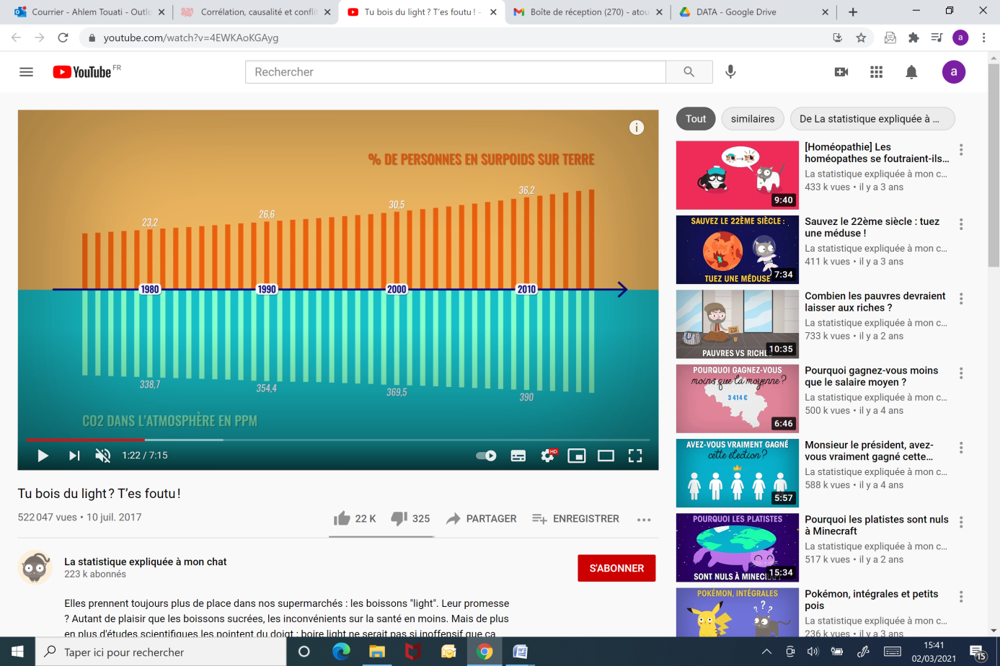 Courrier - Ahlem Touati - Outlo
Corrélation, causalité et conflit
Tu bois du light ? T'es foutu ! -
Boîte de réception (270) - atou
DATA - Google Drive
youtube.com/watch?v=4EWKAoKGAyg
a
YouTube FR
Rechercher
a
% DE PERSONNES EN SURPOIDS SUR TERRE
23,2
26,6
30,5
36,2
1980
1990
2000
2010
338,7
354,4
369,5
390
CO2 DANS L'ATMOSPHÈRE EN PPM
1:22 / 7:15
HD
Tu bois du light ? T'es foutu !
522 047 vues • 10 juil. 2017
22 K
325
PARTAGER
ENREGISTRER
La statistique expliquée à mon chat
223 k abonnés
S'ABONNER
Elles prennent toujours plus de place dans nos supermarchés : les boissons "light". Leur promesse
? Autant de plaisir que les boissons sucrées, les inconvénients sur la santé en moins. Mais de plus
en plus d'études scientifiques les pointent du doigt : boire light ne serait pas si inoffensif que ça
Tout
similaires
De La statistique expliquée à ...
9:40
[Homéopathie] Les
homéopathes se foutraient-ils...
La statistique expliquée à mon c...
433 k vues • il y a 3 ans
SAUVEZ LE 22ÈME SIÈCLE :
TUEZ UNE MÉDUSE
7:34
Sauvez le 22ème siècle : tuez
une méduse !
La statistique expliquée à mon c...
411 k vues • il y a 3 ans
PAUVRES VS RICH
10:35
Combien les pauvres devraient
laisser aux riches ?
La statistique expliquée à mon c...
733 k vues • il y a 2 ans
POURQUOI GAGNEZ-VOUS
moins que la moyenne ?
3 414 €
6:46
Pourquoi gagnez-vous moins
que le salaire moyen ?
La statistique expliquée à mon c...
500 k vues • il y a 4 ans
AVEZ-VOUS VRAIMENT GAGNÉ
cette élection ?
5:57
Monsieur le président, avez-
vous vraiment gagné cette...
La statistique expliquée à mon c...
588 k vues • il y a 4 ans
POURQUOI LES PLATISTES
SONT NULS À MINEC
15:34
Pourquoi les platistes sont nuls
à Minecraft
La statistique expliquée à mon c...
517 k vues • il y a 2 ans
POKÉMON, INTÉGRALES
? ? ?
Pokémon, intégrales et petits
pois
La statistique expliquée à mon c...
236 k vues • il y a 3 ans
Taper ici pour rechercher
15:41
02/03/2021
15